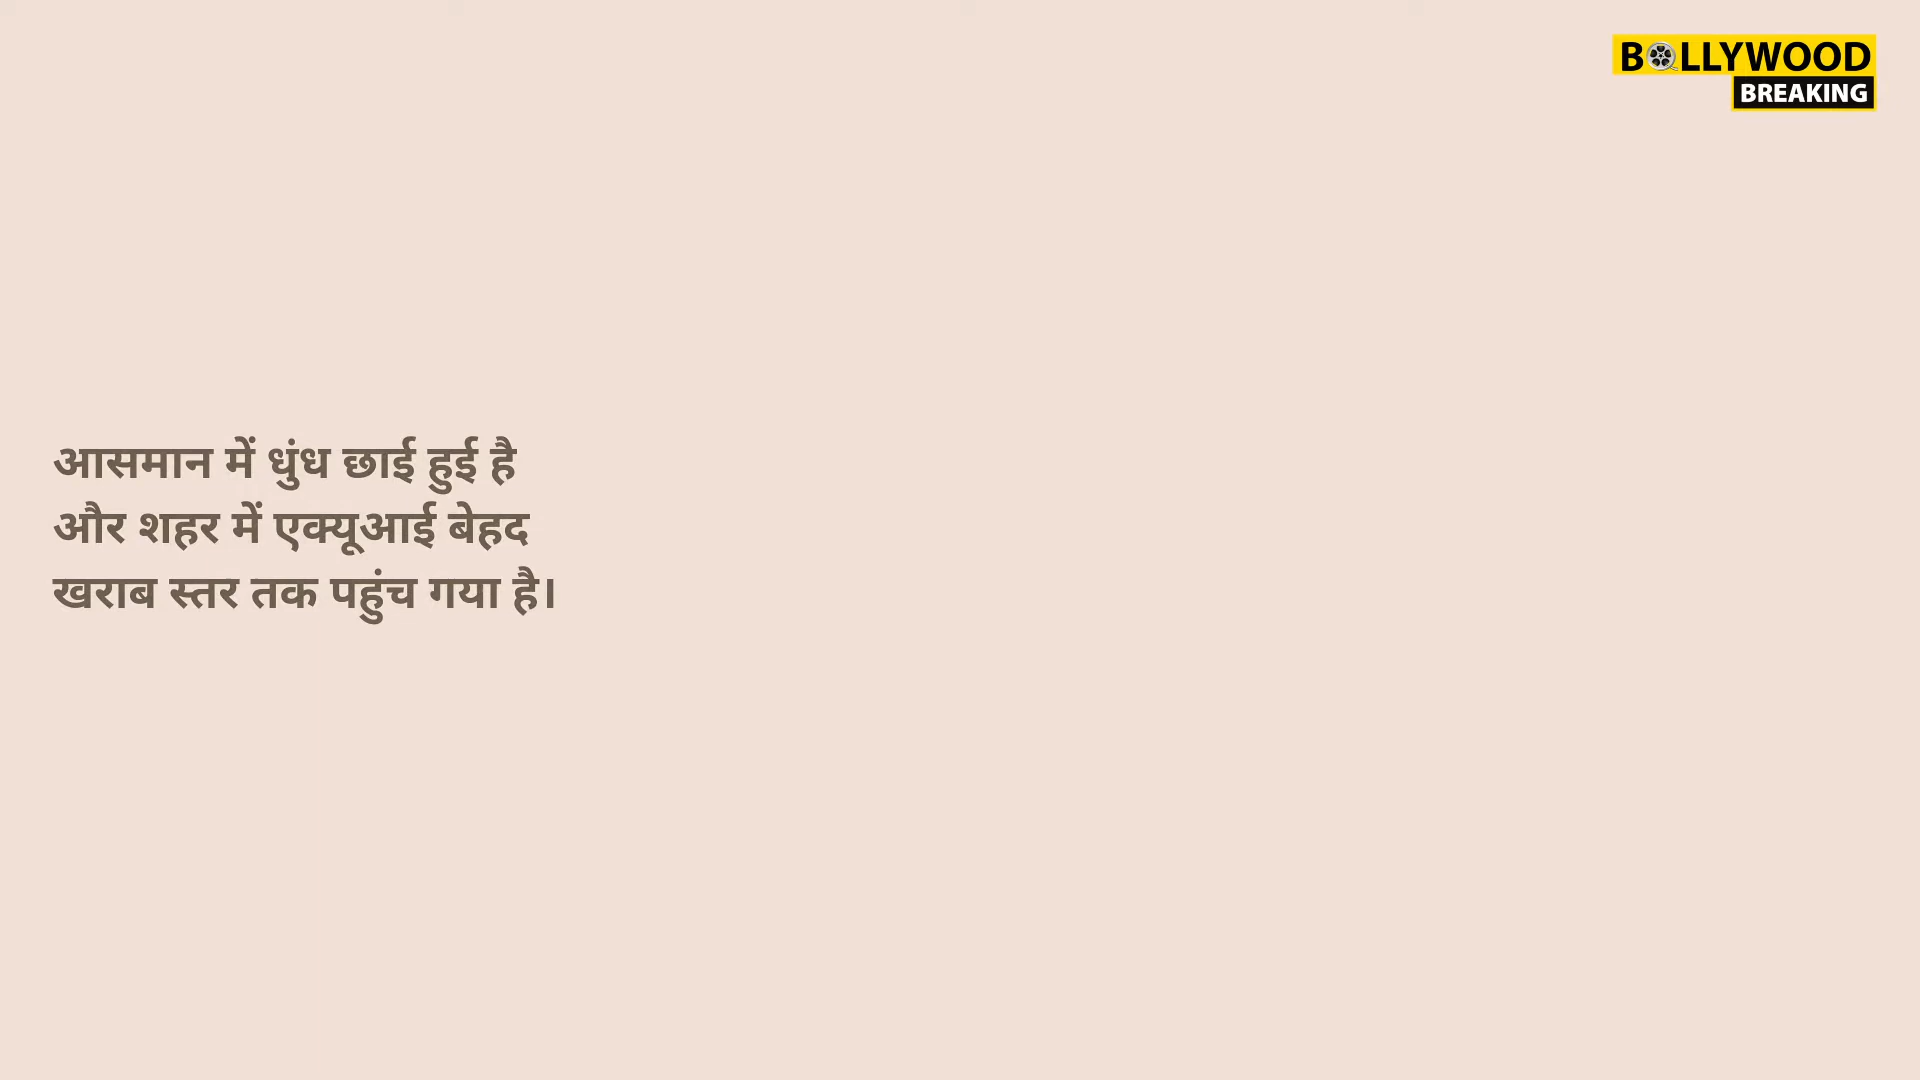 BOLLYWOOD
BREAKING
आसमान में धुंध छाई हुई है
और शहर में एक्यूआई बेहद
खराब स्तर तक पहुंच गया है।